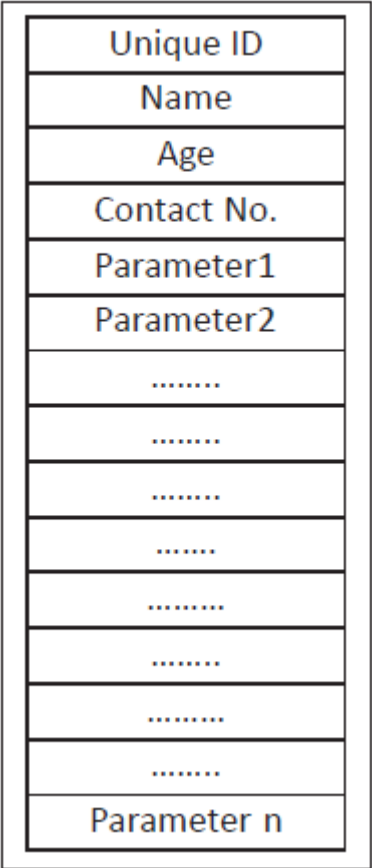 Unique ID
Name
Age
Contact No.
Parameter1
Parameter2
........
........
........
.......
.........
........
.........
........
Parameter n